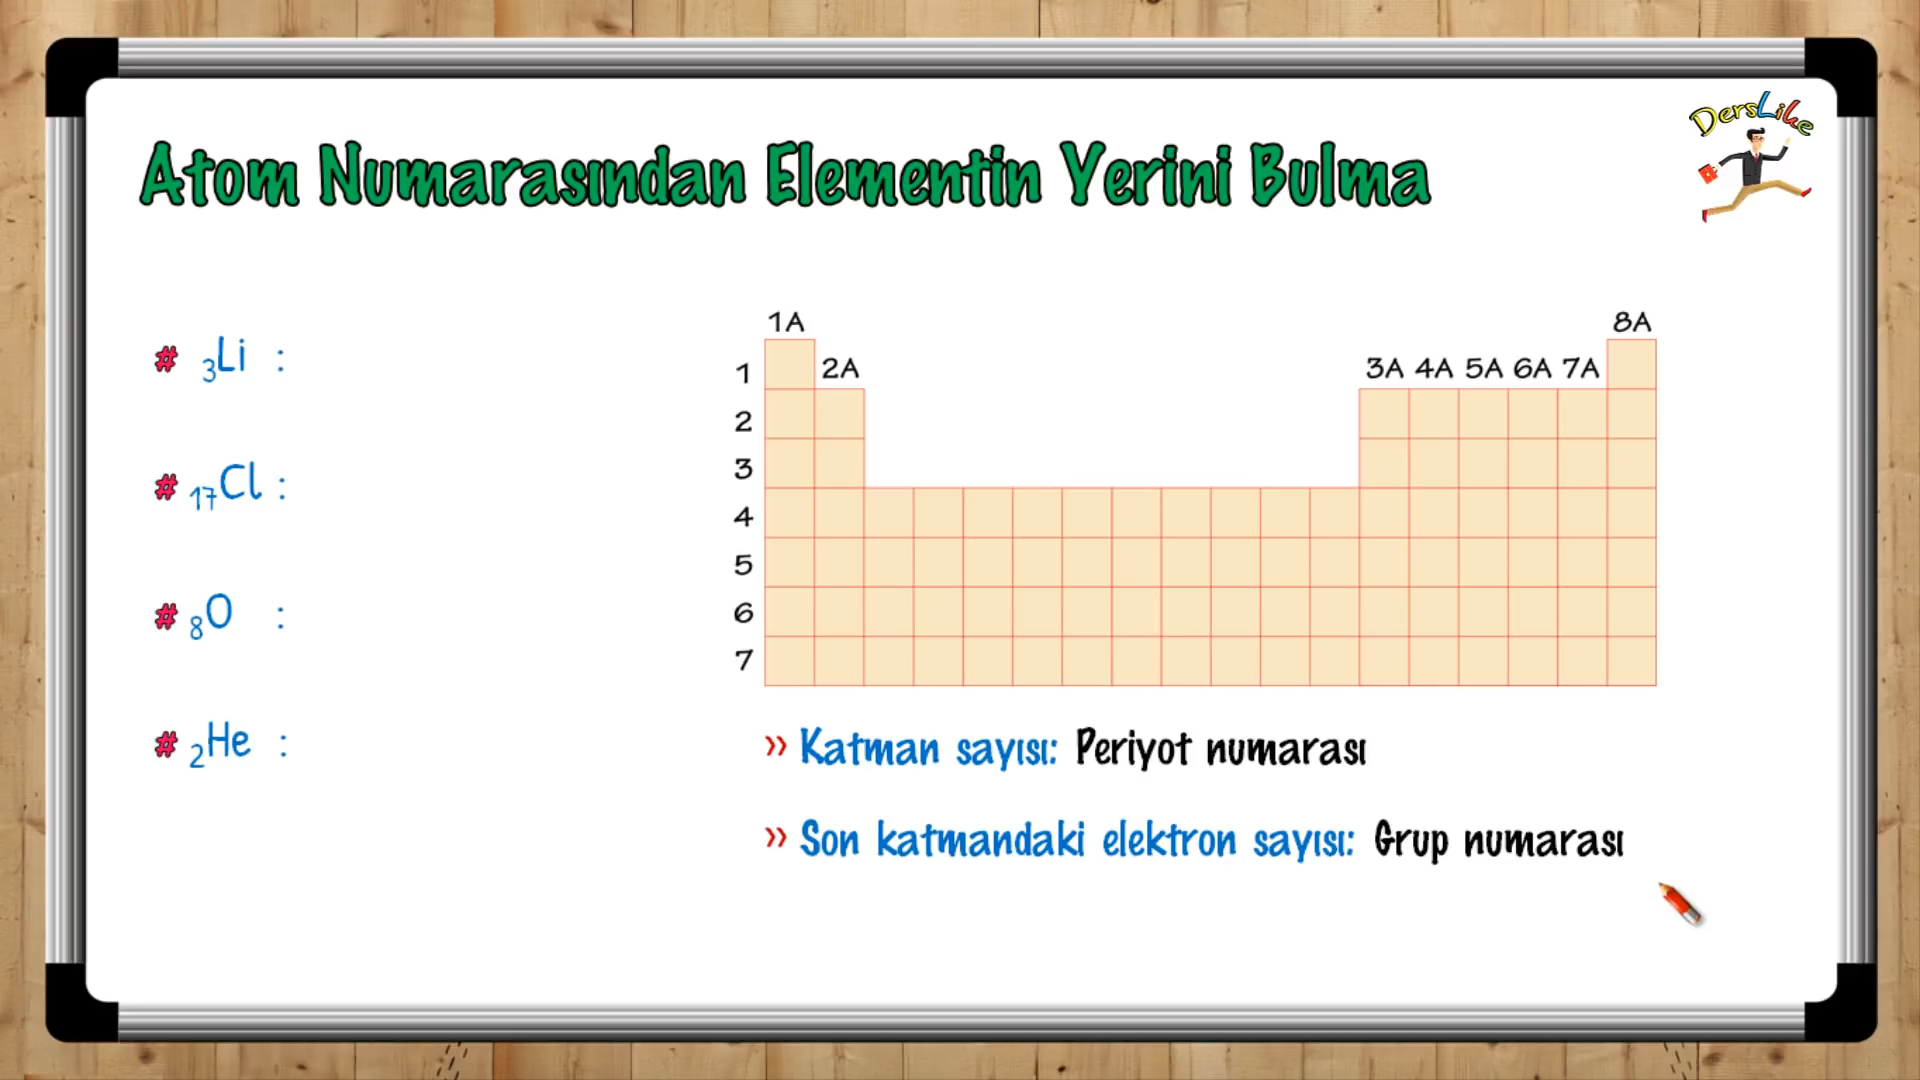 DersLike
Atom Numarasından Elementin Yerini Bulma
# ₃Li :
# ₁₇Cl :
# ₈O :
# ₂He :
1A 8A
2A 3A 4A 5A 6A 7A
1
2
3
4
5
6
7
» Katman sayısı: Periyot numarası
» Son katmandaki elektron sayısı: Grup numarası